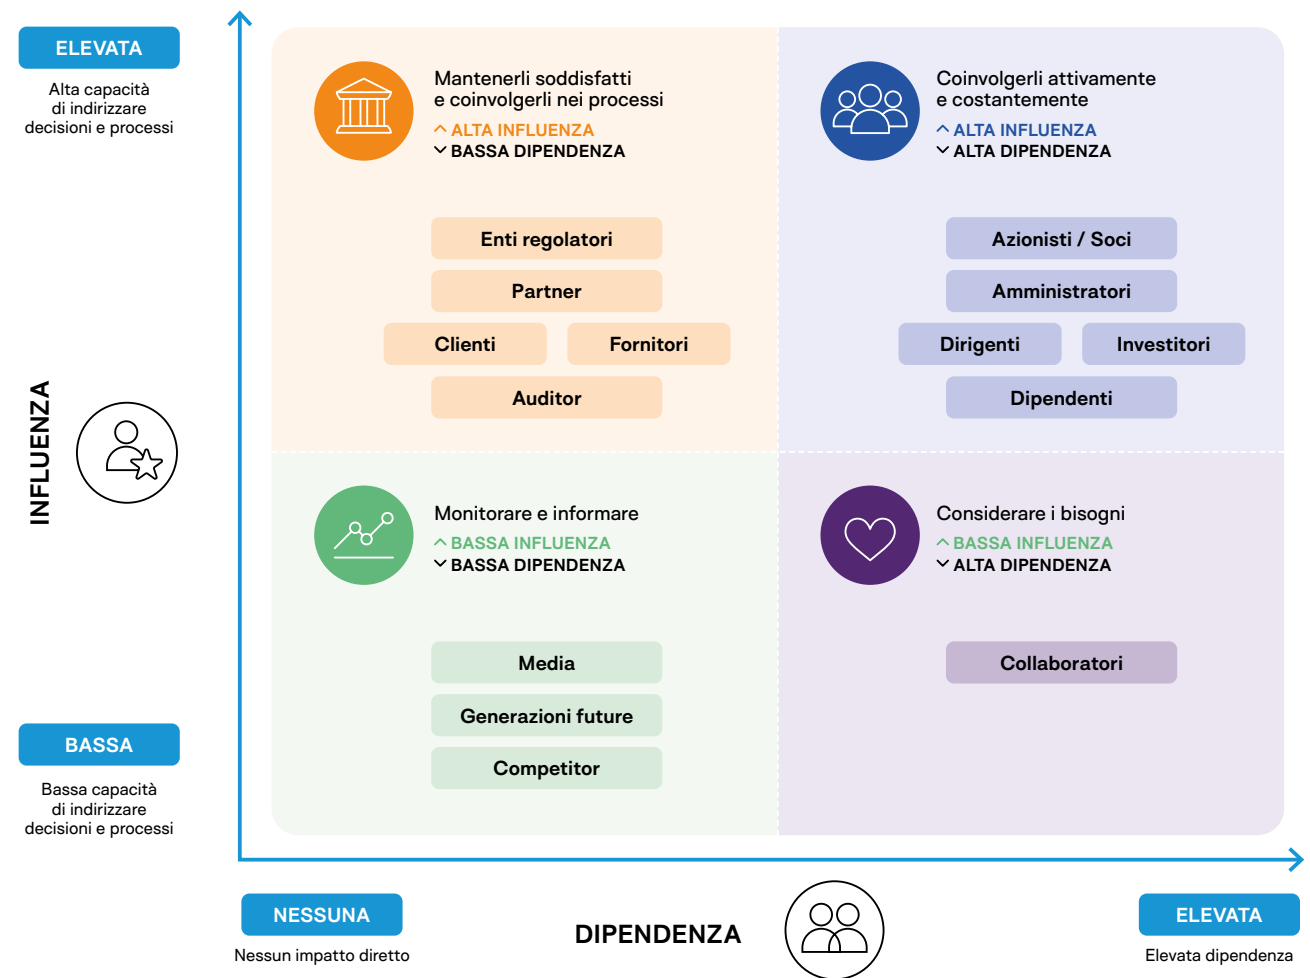 ELEVATA
Alta capacità
di indirizzare
decisioni e processi
INFLUENZA
BASSA
Bassa capacità
di indirizzare
decisioni e processi
Mantenerli soddisfatti
e coinvolgerli nei processi
ALTA INFLUENZA
BASSA DIPENDENZA
Enti regolatori
Partner
Clienti
Fornitori
Auditor
Coinvolgerli attivamente
e costantemente
ALTA INFLUENZA
ALTA DIPENDENZA
Azionisti / Soci
Amministratori
Dirigenti
Investitori
Dipendenti
Monitorare e informare
BASSA INFLUENZA
BASSA DIPENDENZA
Media
Generazioni future
Competitor
Considerare i bisogni
BASSA INFLUENZA
ALTA DIPENDENZA
Collaboratori
NESSUNA
Nessun impatto diretto
DIPENDENZA
ELEVATA
Elevata dipendenza